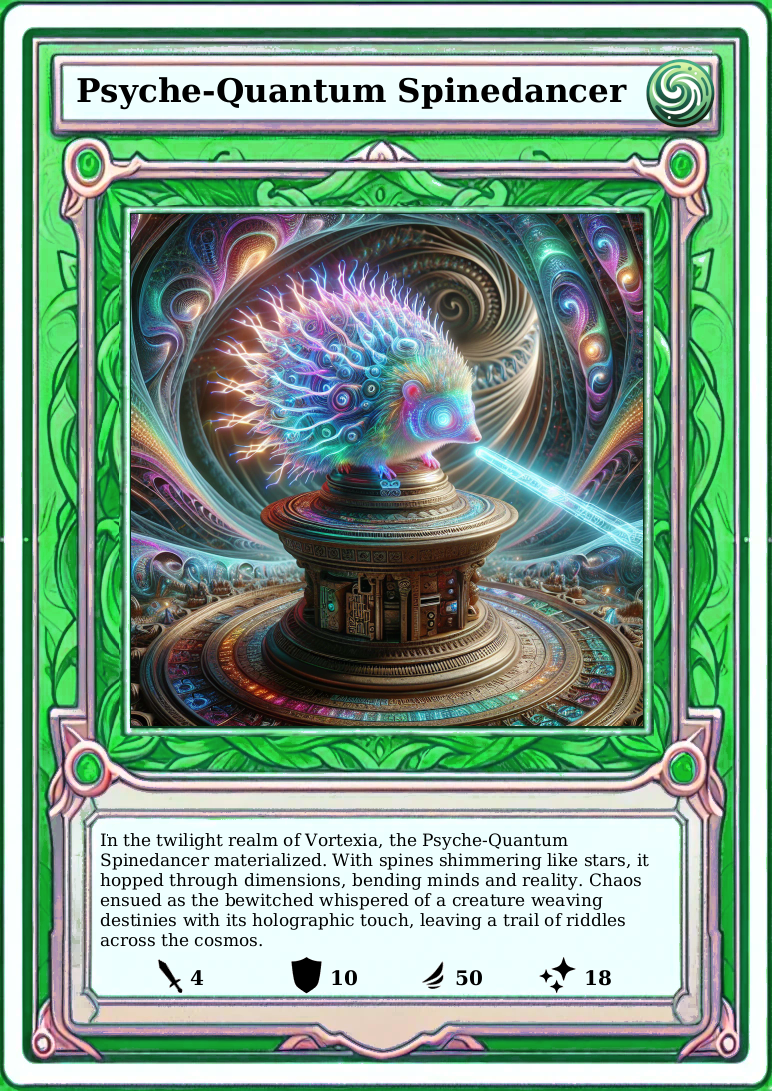 Psyche-Quantum Spinedancer
In the twilight realm of Vortexia, the Psyche-Quantum
Spinedancer materialized. With spines shimmering like stars, it
hopped through dimensions, bending minds and reality. Chaos
ensued as the bewitched whispered of a creature weaving
destinies with its holographic touch, leaving a trail of riddles
across the cosmos.
4 10 50 18